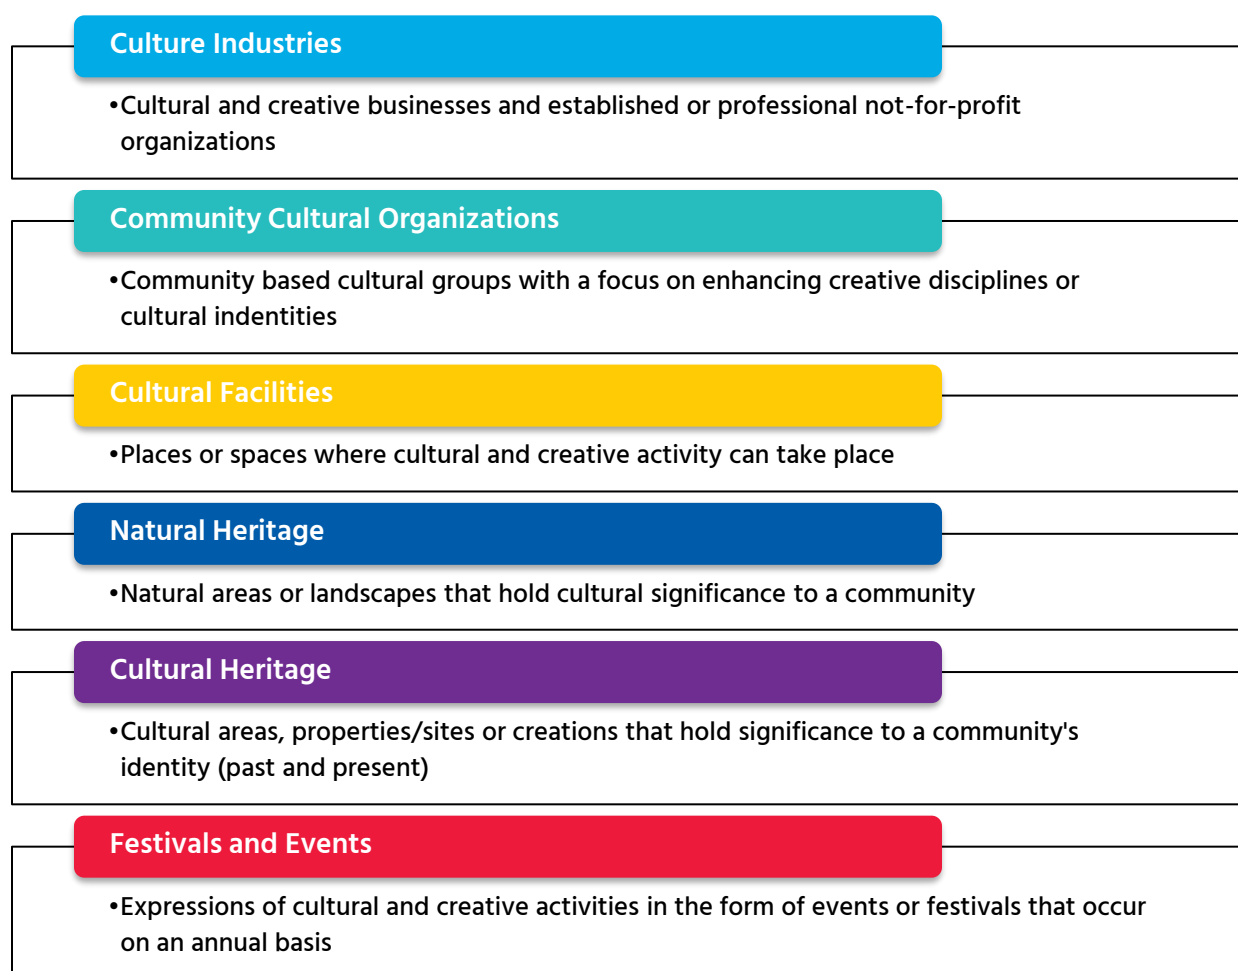 Culture Industries
•Cultural and creative businesses and established or professional not-for-profit
organizations
Community Cultural Organizations
•Community based cultural groups with a focus on enhancing creative disciplines or
cultural indentities
Cultural Facilities
•Places or spaces where cultural and creative activity can take place
Natural Heritage
•Natural areas or landscapes that hold cultural significance to a community
Cultural Heritage
•Cultural areas, properties/sites or creations that hold significance to a community's
identity (past and present)
Festivals and Events
•Expressions of cultural and creative activities in the form of events or festivals that occur
on an annual basis